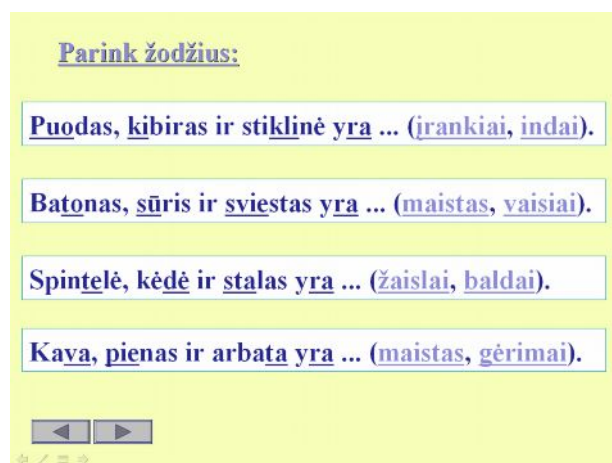 Parink žodžius:
Puodas, kibiras ir stiklinė yra ... (įrankiai, indai).
Batonas, sūris ir sviestas yra ... (maistas, vaisiai).
Spintelė, kėdė ir stalas yra ... (žaislai, baldai).
Kava, pienas ir arbata yra ... (maistas, gėrimai).